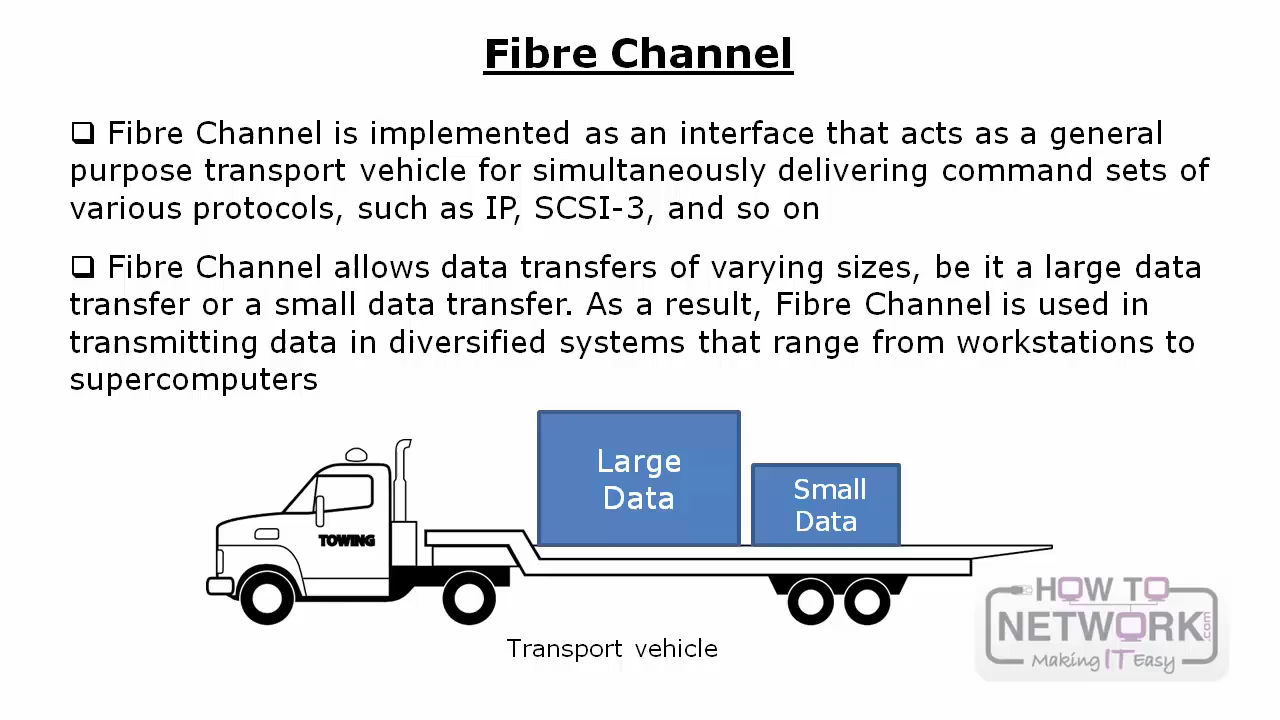 Fibre Channel
❑ Fibre Channel is implemented as an interface that acts as a general
purpose transport vehicle for simultaneously delivering command sets of
various protocols, such as IP, SCSI-3, and so on
❑ Fibre Channel allows data transfers of varying sizes, be it a large data
transfer or a small data transfer. As a result, Fibre Channel is used in
transmitting data in diversified systems that range from workstations to
supercomputers
Large
Data
Small
Data
TOWING
Transport vehicle
HOW TO
NETWORK.com
Making IT Easy